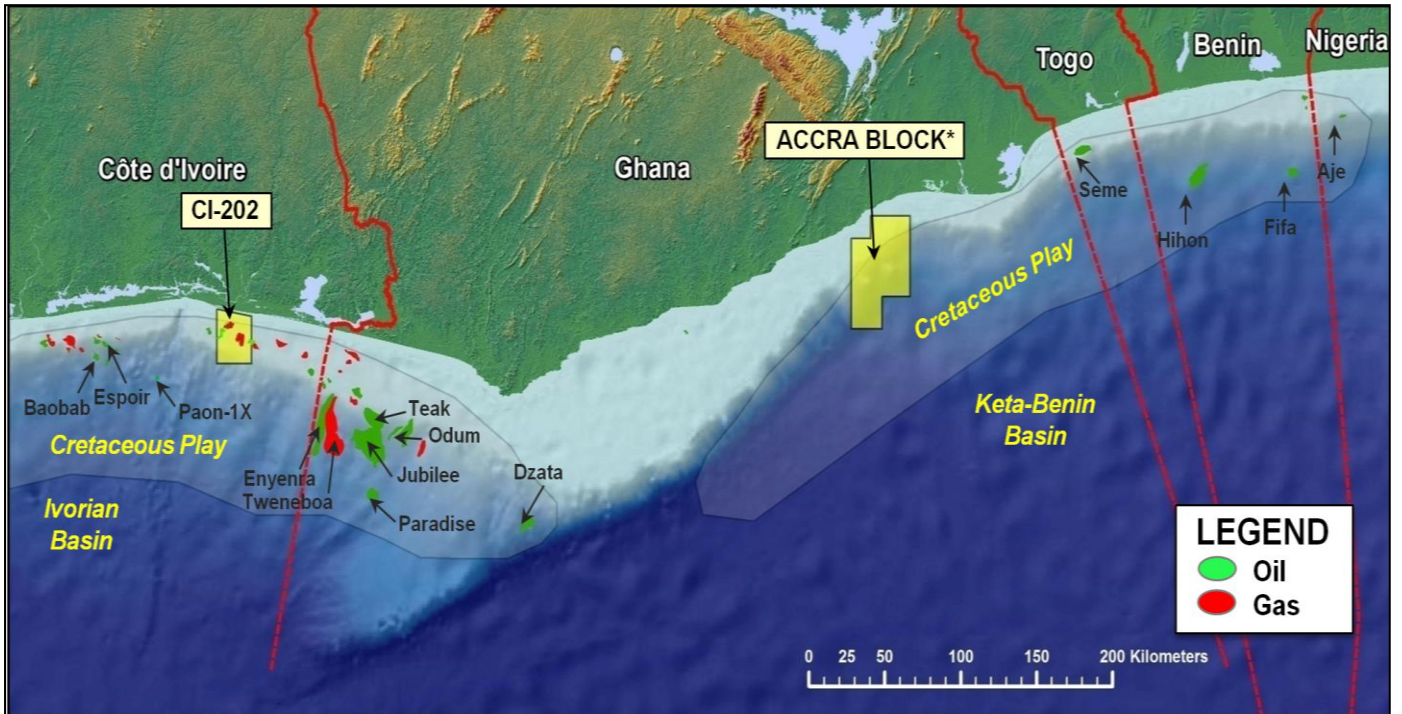 Togo
Benin
Nigeria
Côte d'Ivoire
CI-202
Ghana
ACCRA BLOCK*
Seme
Hihon
Fifa
Aje
Cretaceous Play
Keta-Benin
Basin
Baobab
Espoir
Paon-1X
Cretaceous Play
Ivorian
Basin
Enyenra
Tweneboa
Teak
Odum
Jubilee
Paradise
Dzata
LEGEND
Oil
Gas
0 25 50 100 150 200 Kilometers